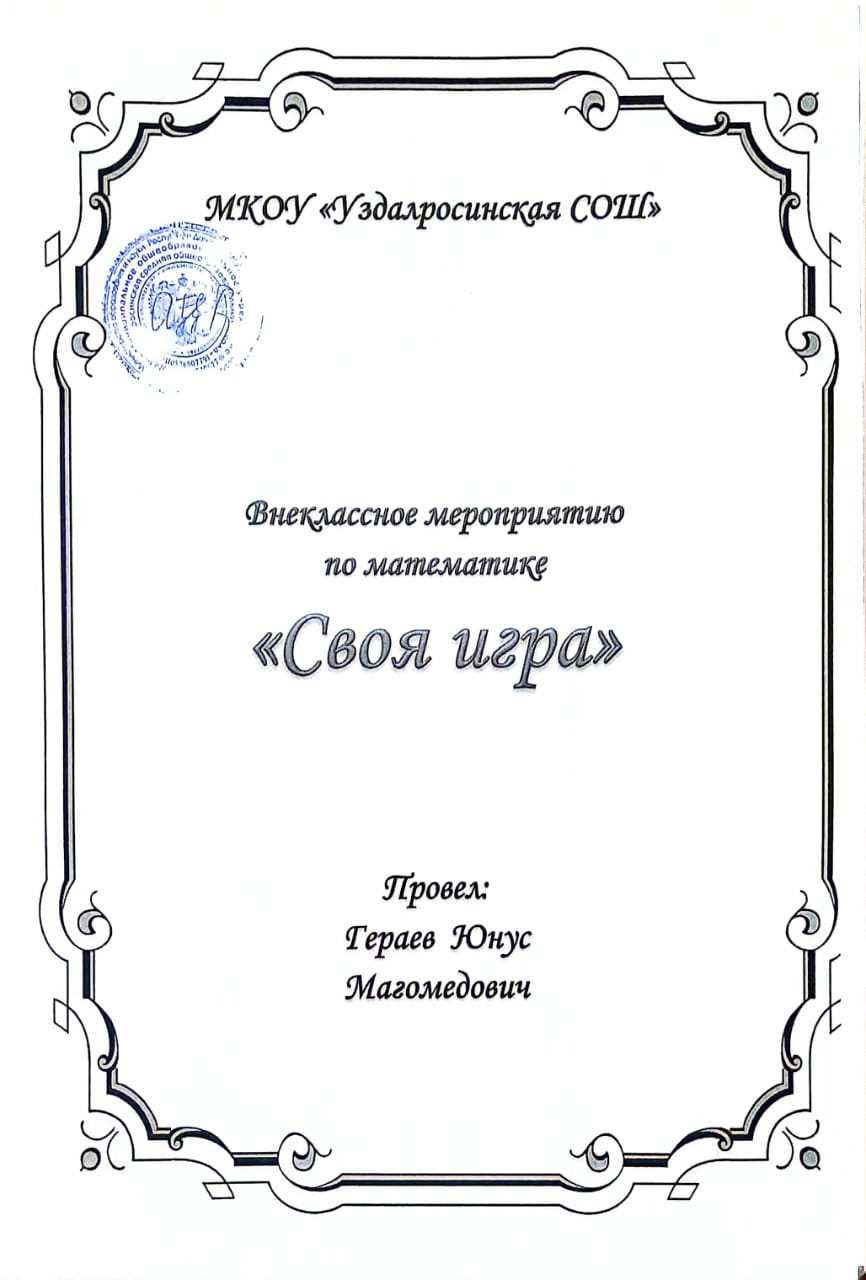 МКОУ «Уздалросинская СОШ»
Внеклассное мероприятию
по математике
«Своя игра»
Провел:
Гераев Юнус
Магомедович